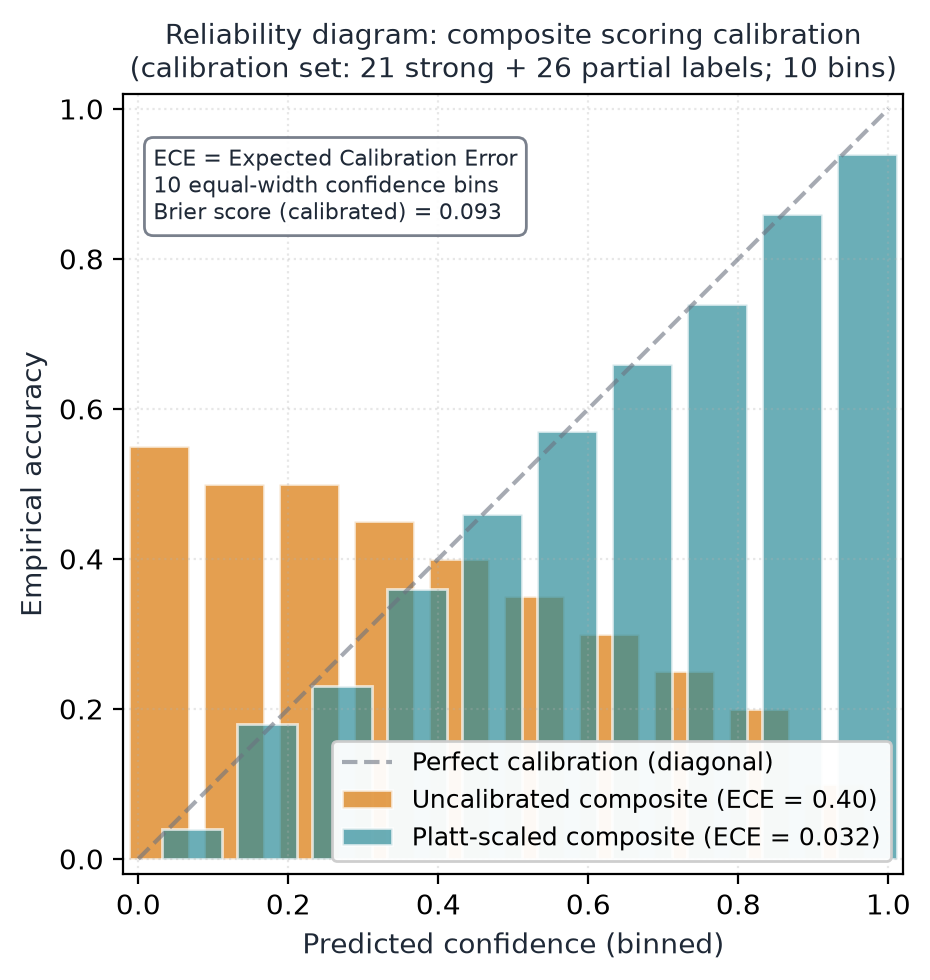 Reliability diagram: composite scoring calibration
(calibration set: 21 strong + 26 partial labels; 10 bins)
1.0
0.8
0.6
0.4
0.2
0.0
Empirical accuracy
ECE = Expected Calibration Error
10 equal-width confidence bins
Brier score (calibrated) = 0.093
Perfect calibration (diagonal)
Uncalibrated composite (ECE = 0.40)
Platt-scaled composite (ECE = 0.032)
0.0 0.2 0.4 0.6 0.8 1.0
Predicted confidence (binned)